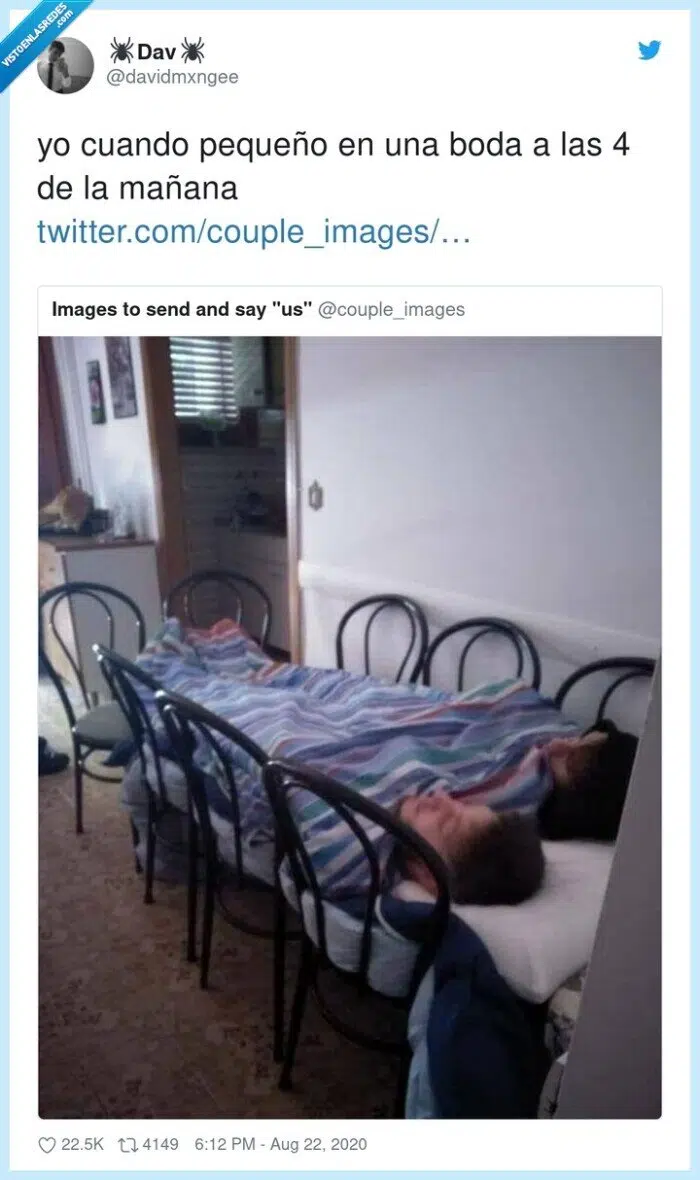 VISTOENLASREDES
.com
🕷Dav🕷
@davidmxngee
yo cuando pequeño en una boda a las 4
de la mañana
twitter.com/couple_images/…
Images to send and say "us" @couple_images
22.5K 4149 6:12 PM - Aug 22, 2020